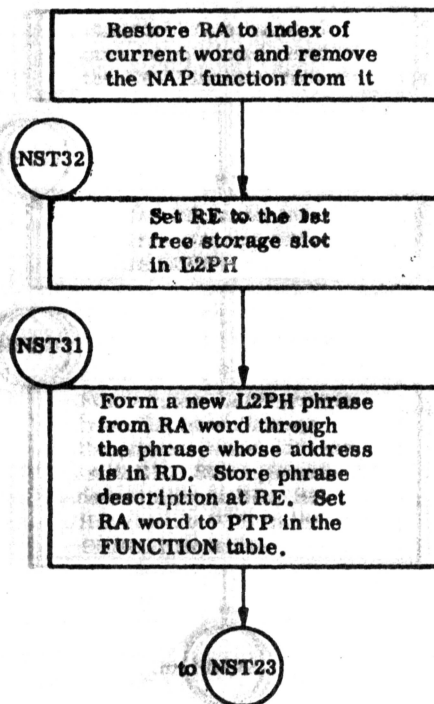 Restore RA to index of
current word and remove
the NAP function from it
NST32
Set RE to the 1st
free storage slot
in L2PH
NST31
Form a new L2PH phrase
from RA word through
the phrase whose address
is in RD. Store phrase
description at RE. Set
RA word to PTP in the
FUNCTION table.
to NST23